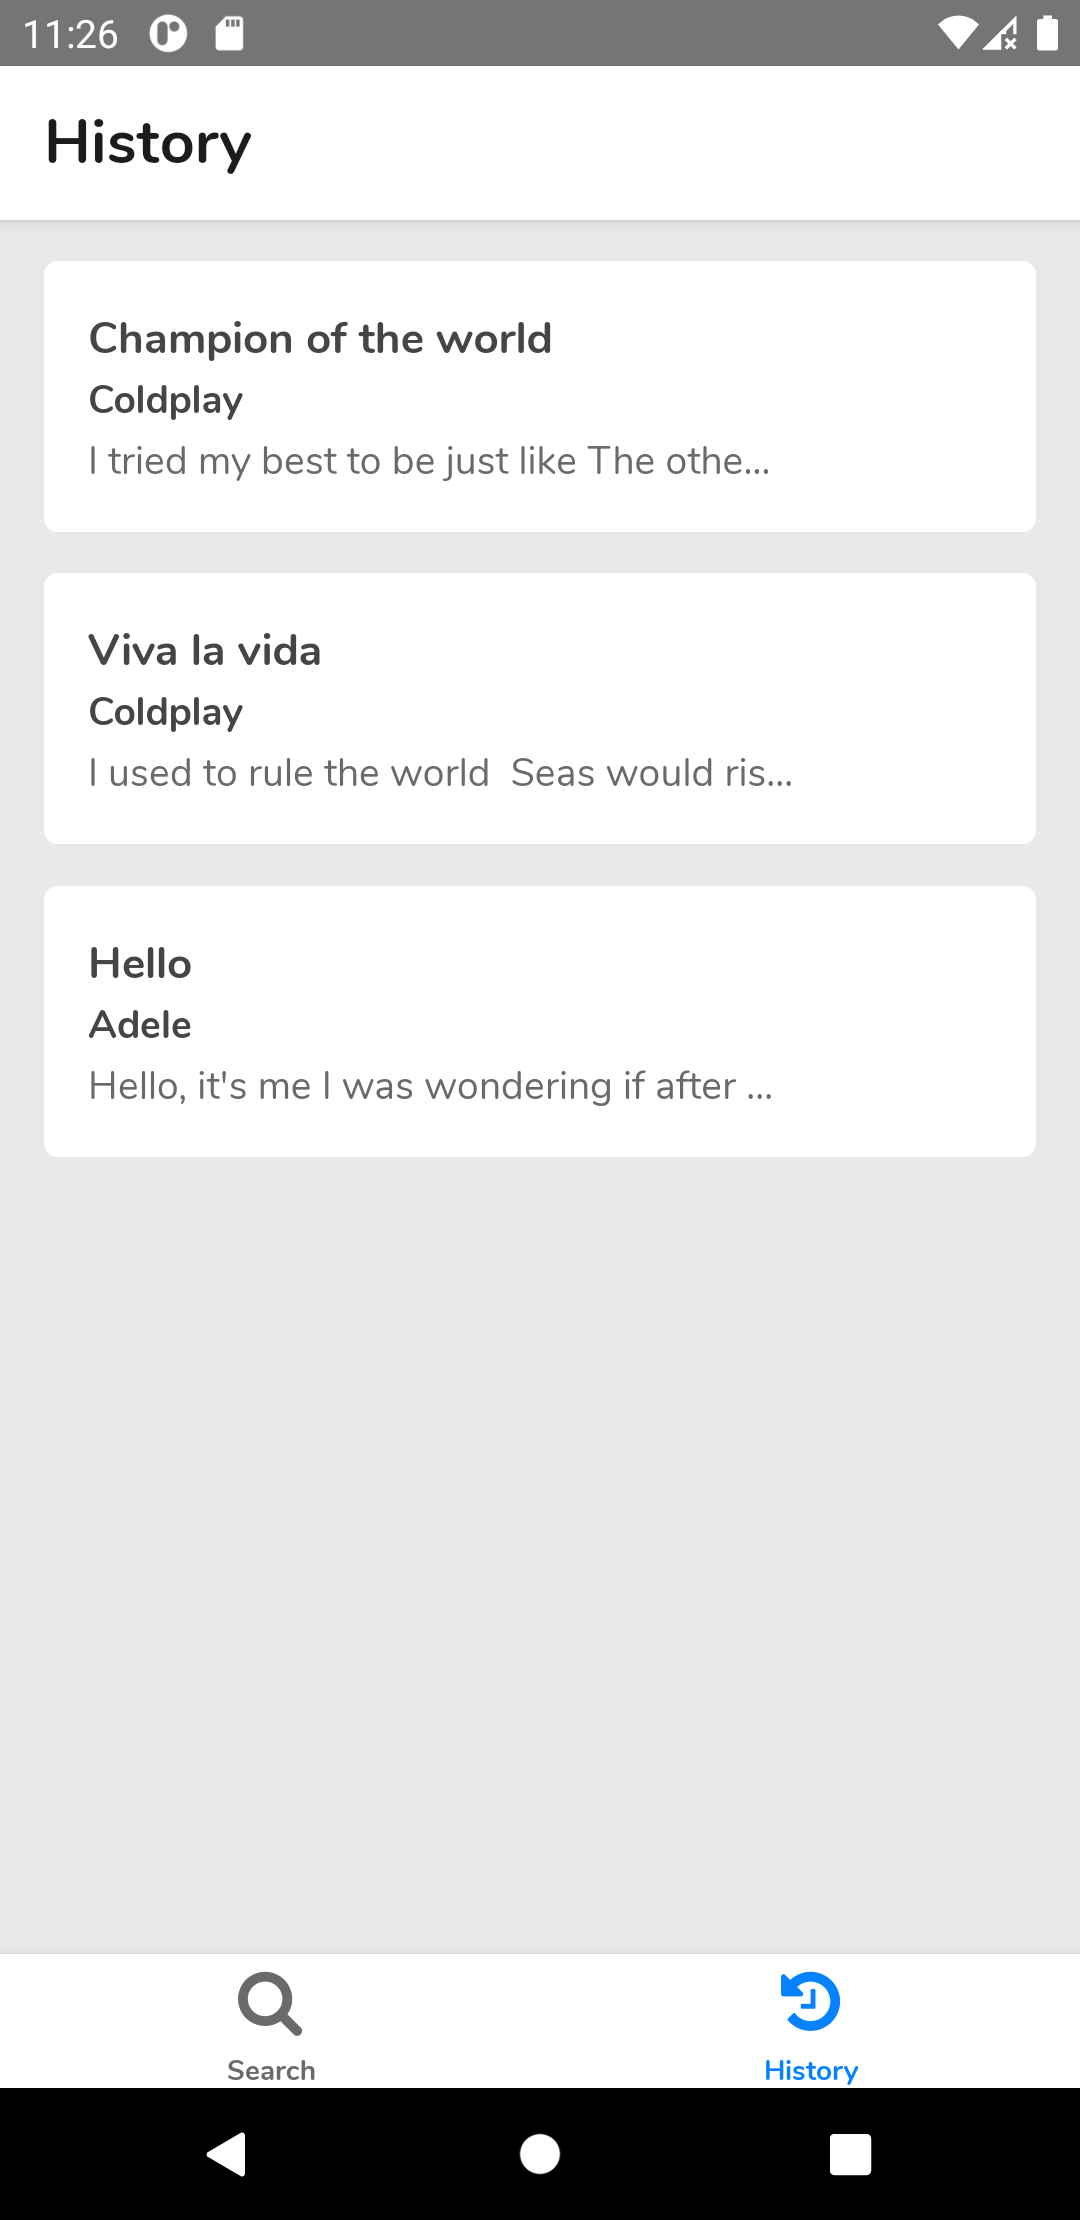 11:26
History
Champion of the world
Coldplay
I tried my best to be just like The othe...
Viva la vida
Coldplay
I used to rule the world  Seas would ris...
Hello
Adele
Hello, it's me I was wondering if after ...
Search
History